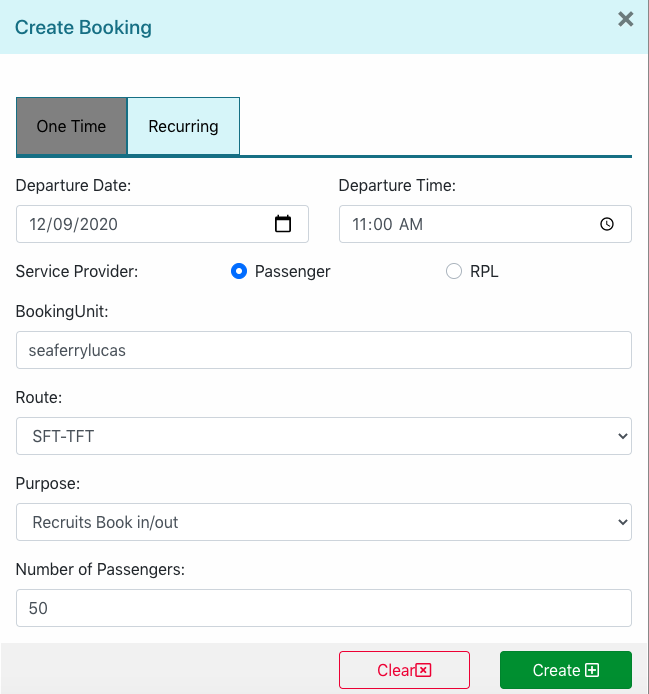 Create Booking
One Time Recurring
Departure Date: Departure Time:
12/09/2020 11:00 AM
Service Provider: Passenger RPL
BookingUnit:
seaferrylucas
Route:
SFT-TFT
Purpose:
Recruits Book in/out
Number of Passengers:
50
Clear Create